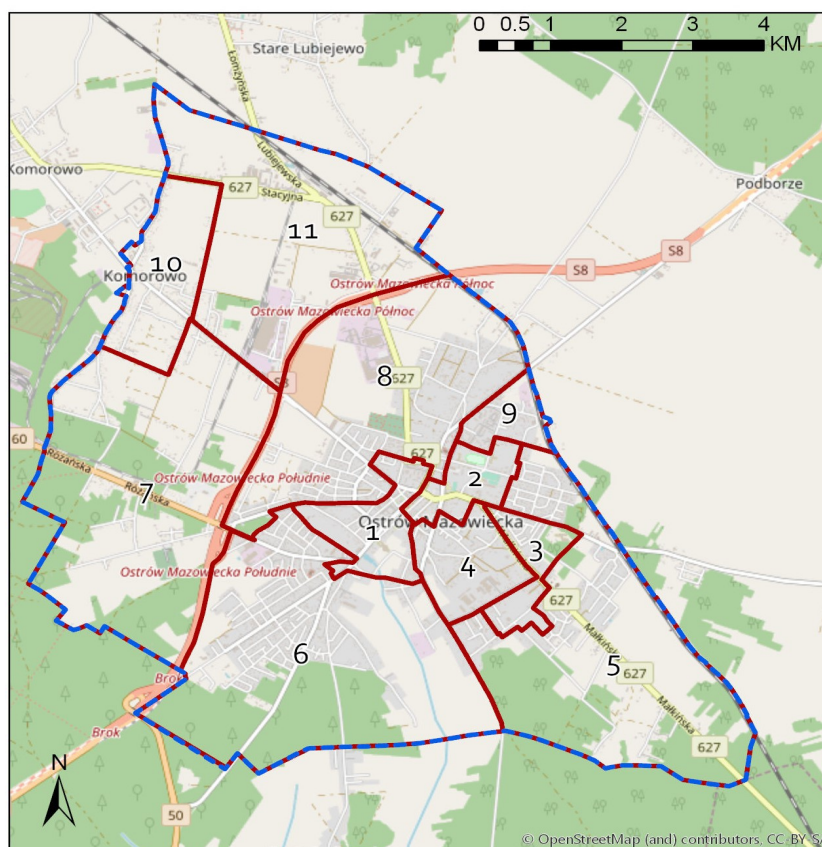 0 0.5 1 2 3 4
KM
Stare Lubiejewo
Łomżyńska
Lubiejewska
Komorowo
627
Stacyjna
627
Podborze
S8
S8
11
10
Komorowo
Ostrów Mazowiecka Północ
Ostrów Mazowiecka Północ
8
627
S8
9
60
Różańska
627
Ostrów Mazowiecka Południe
2
7
Różańska
Ostrów Mazowiecka
1
3
4
Ostrów Mazowiecka Południe
627
6
Małkińska
5
627
Brok
Brok
Małkińska
627
N
50
© OpenStreetMap (and) contributors, CC-BY-SA